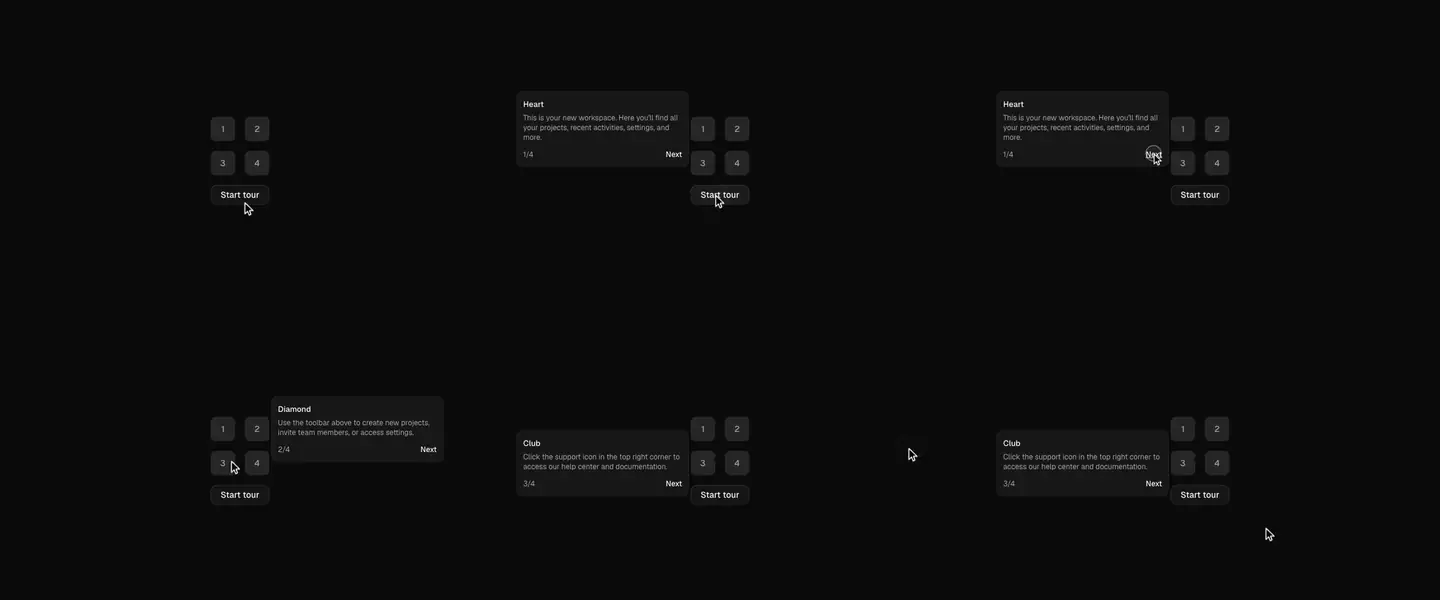 1 2
3 4
Start tour
Heart
This is your new workspace. Here you'll find all
your projects, recent activities, settings, and
more.
1/4 Next
1 2
3 4
Start tour
Heart
This is your new workspace. Here you'll find all
your projects, recent activities, settings, and
more.
1/4 Next
1 2
3 4
Start tour
1 2
3 4
Start tour
Diamond
Use the toolbar above to create new projects,
invite team members, or access settings.
2/4 Next
Club
Click the support icon in the top right corner to
access our help center and documentation.
3/4 Next
1 2
3 4
Start tour
Club
Click the support icon in the top right corner to
access our help center and documentation.
3/4 Next
1 2
3 4
Start tour